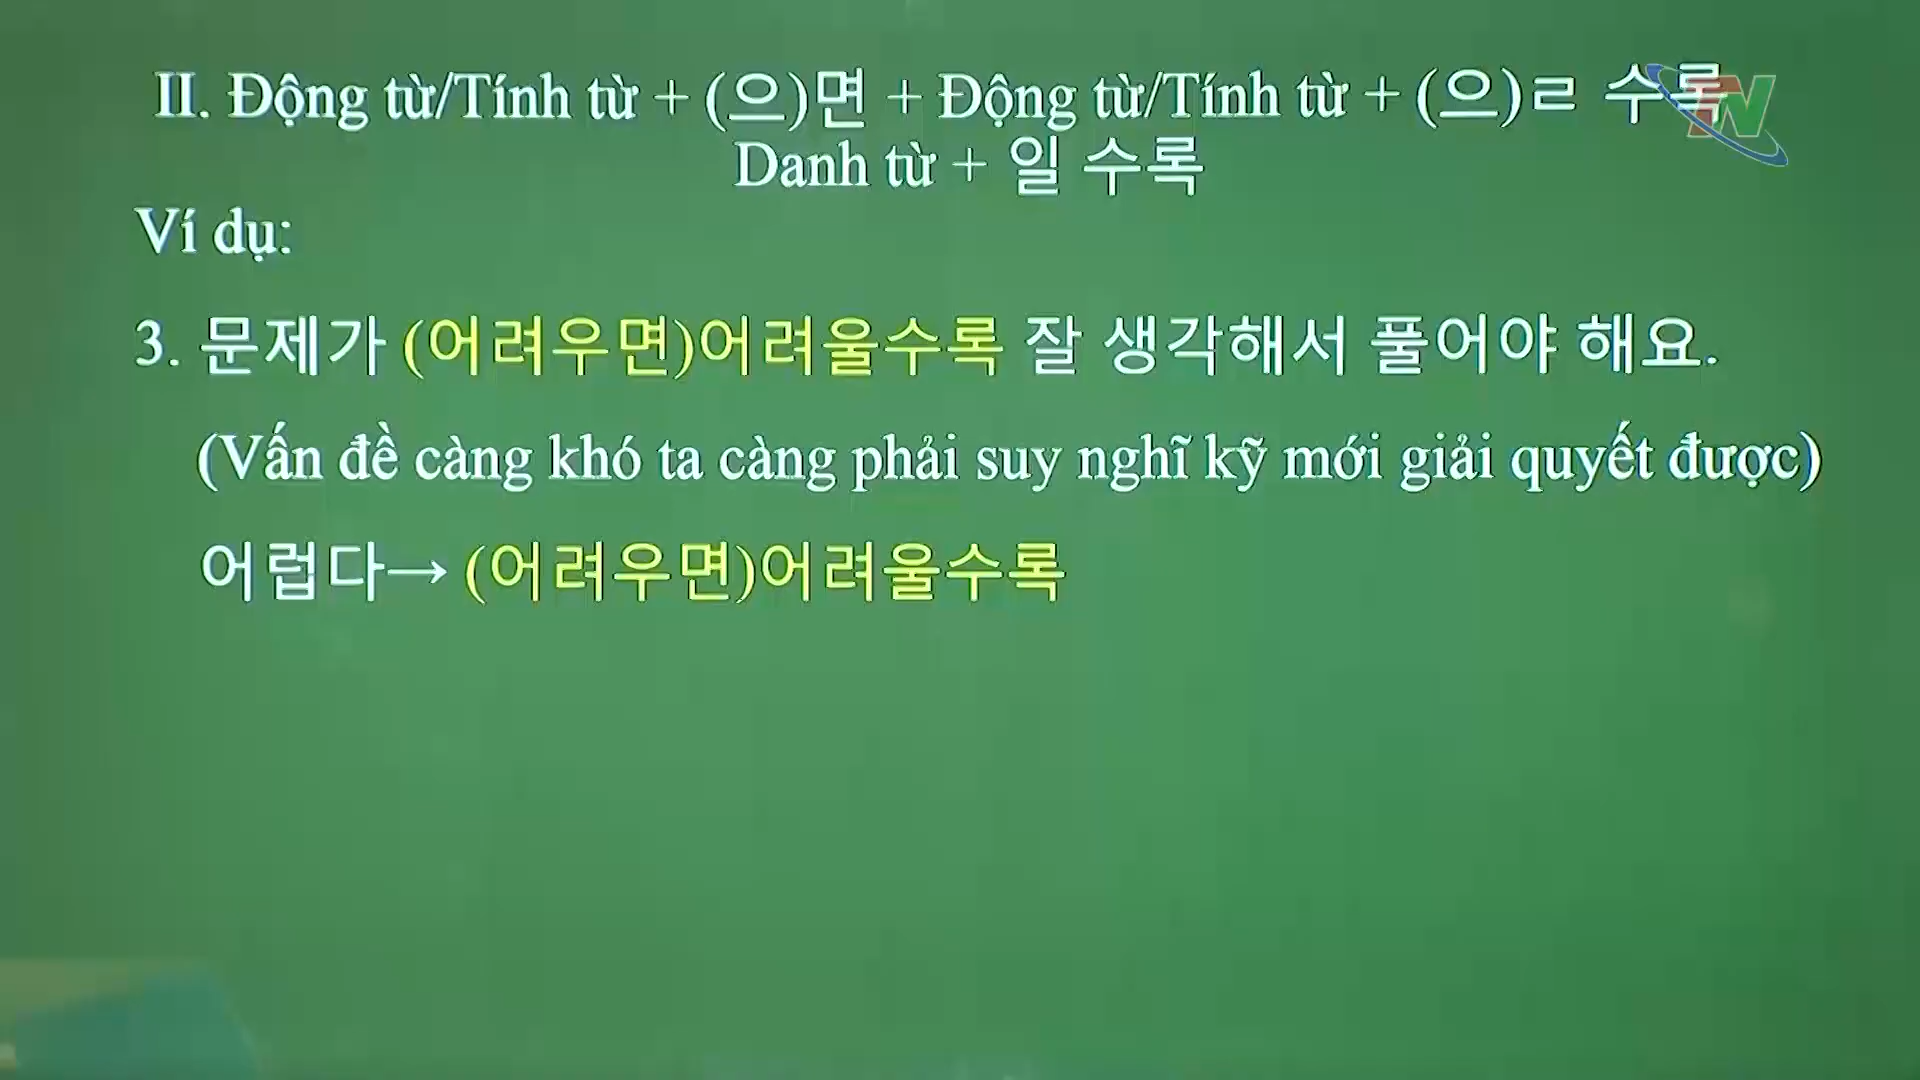 II. Động từ/Tính từ + (으)면 + Động từ/Tính từ + (으)ㄹ 수록
Danh từ + 일 수록
Ví dụ:
3. 문제가 (어려우면)어려울수록 잘 생각해서 풀어야 해요.
(Vấn đề càng khó ta càng phải suy nghĩ kỹ mới giải quyết được)
어렵다→ (어려우면)어려울수록
TN